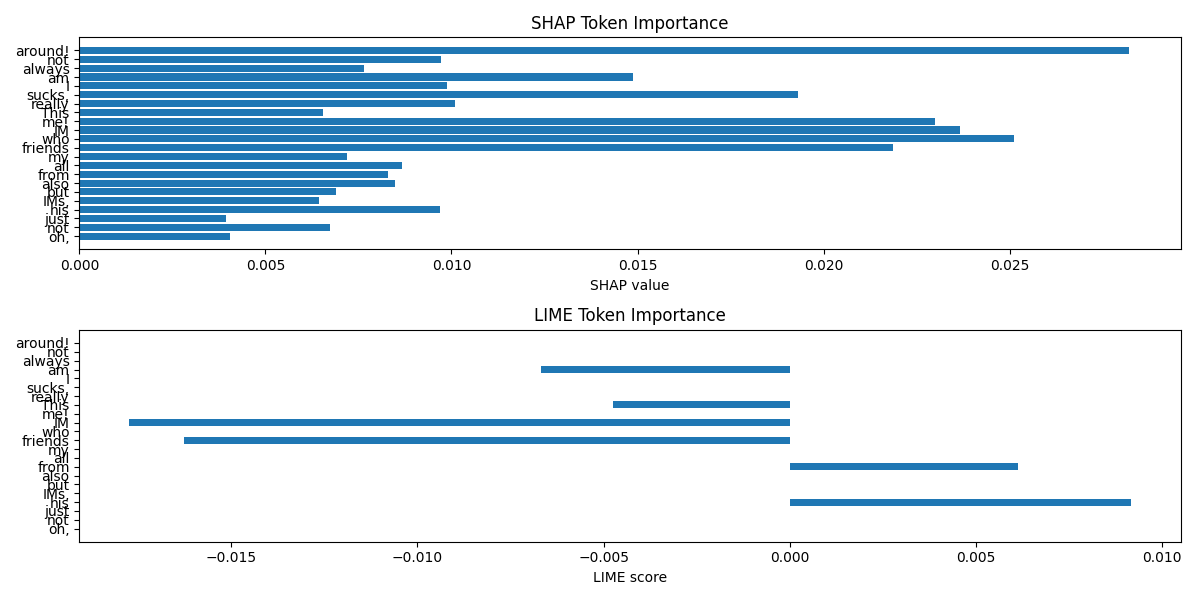 SHAP Token Importance
around!
not
always
am
I
sucks,
really
This
me!
IM
who
friends
my
all
from
also
but
IMs,
his
just
not
oh,
0.000 0.005 0.010 0.015 0.020 0.025
SHAP value
LIME Token Importance
around!
not
always
am
I
sucks,
really
This
me!
IM
who
friends
my
all
from
also
but
IMs,
his
just
not
oh,
−0.015 −0.010 −0.005 0.000 0.005 0.010
LIME score